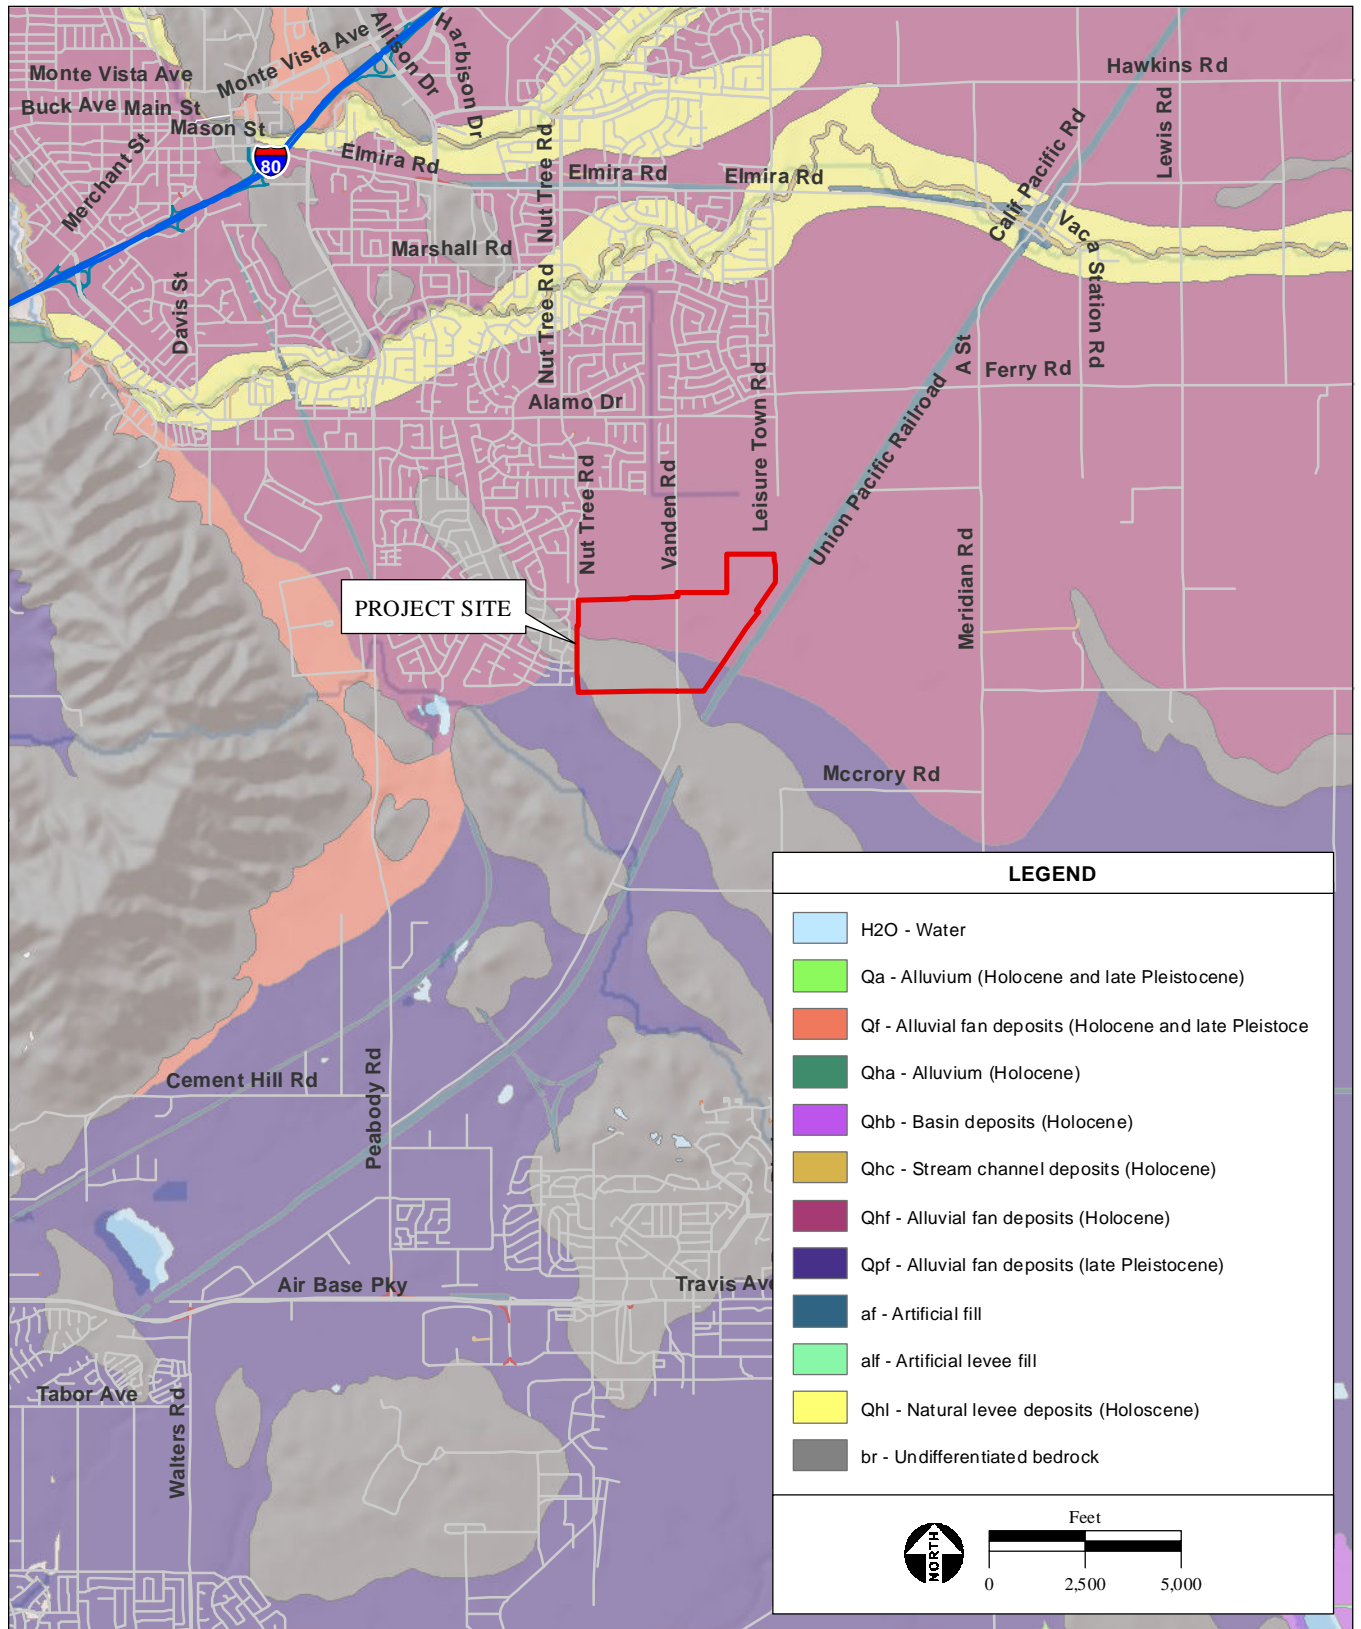 Monte Vista Ave
Monte Vista Ave
Allison Dr
Harbison Dr
Hawkins Rd
Buck Ave
Main St
Mason St
Merchant St
80
Elmira Rd
Elmira Rd
Elmira Rd
Nut Tree Rd
Lewis Rd
Calif Pacific Rd
Vaca Station Rd
Marshall Rd
Davis St
Nut Tree Rd
Alamo Dr
Leisure Town Rd
A St
Ferry Rd
Union Pacific Railroad
Nut Tree Rd
Vanden Rd
Meridian Rd
PROJECT SITE
Mccrory Rd
Cement Hill Rd
Peabody Rd
Air Base Pky
Travis Ave
Tabor Ave
Walters Rd
LEGEND
H2O - Water
Qa - Alluvium (Holocene and late Pleistocene)
Qf - Alluvial fan deposits (Holocene and late Pleistoce
Qha - Alluvium (Holocene)
Qhb - Basin deposits (Holocene)
Qhc - Stream channel deposits (Holocene)
Qhf - Alluvial fan deposits (Holocene)
Qpf - Alluvial fan deposits (late Pleistocene)
af - Artificial fill
alf - Artificial levee fill
Qhl - Natural levee deposits (Holoscene)
br - Undifferentiated bedrock
NORTH
Feet
0 2,500 5,000